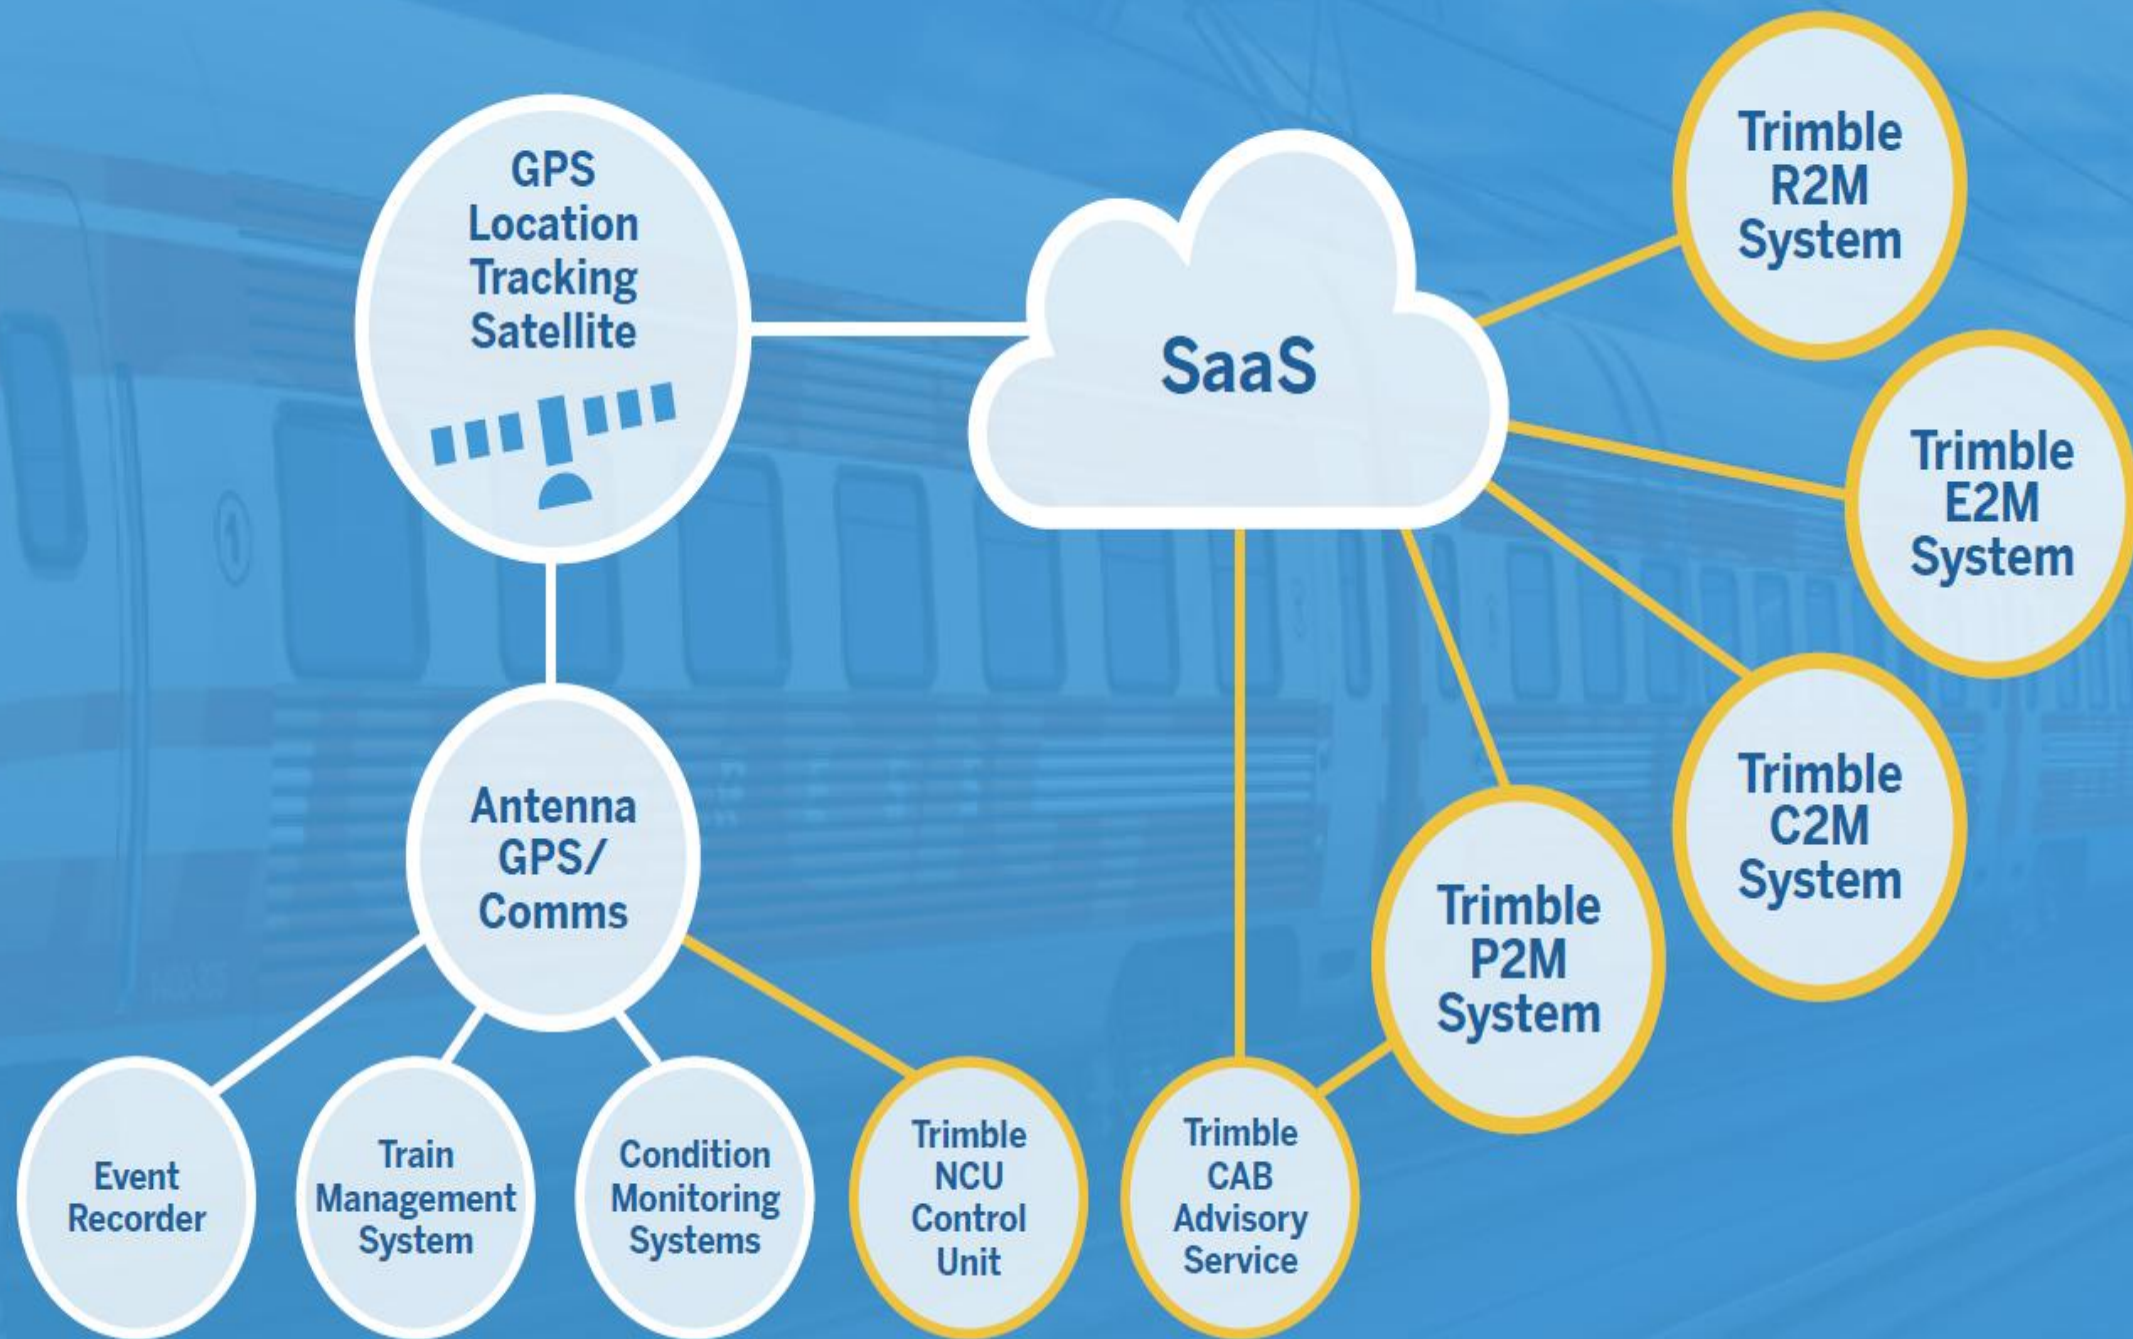 GPS
Location
Tracking
Satellite
SaaS
Trimble
R2M
System
Trimble
E2M
System
Trimble
C2M
System
Trimble
P2M
System
Antenna
GPS/
Comms
Event
Recorder
Train
Management
System
Condition
Monitoring
Systems
Trimble
NCU
Control
Unit
Trimble
CAB
Advisory
Service
1